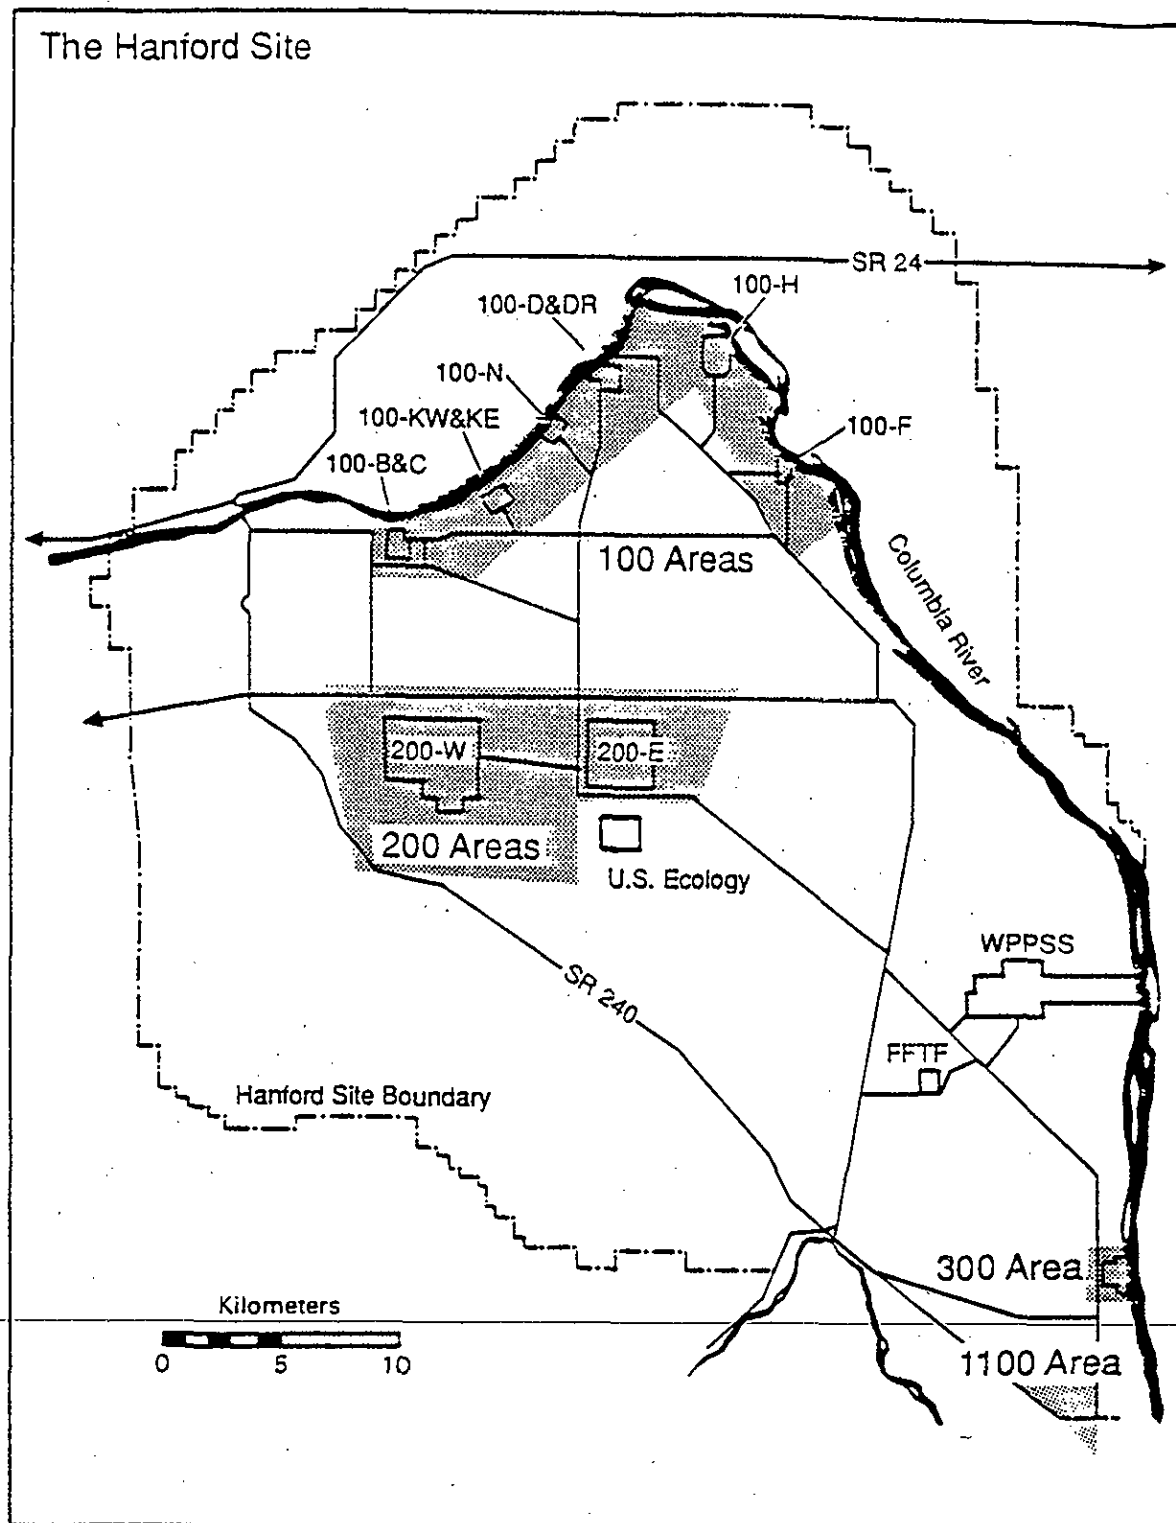 The Hanford Site
SR 24
100-H
100-D&DR
100-N
100-KW&KE
100-F
100-B&C
100 Areas
Columbia River
200-W
200-E
200 Areas
U.S. Ecology
WPPSS
SR 240
FFTF
Hanford Site Boundary
300 Area
Kilometers
0 5 10
1100 Area